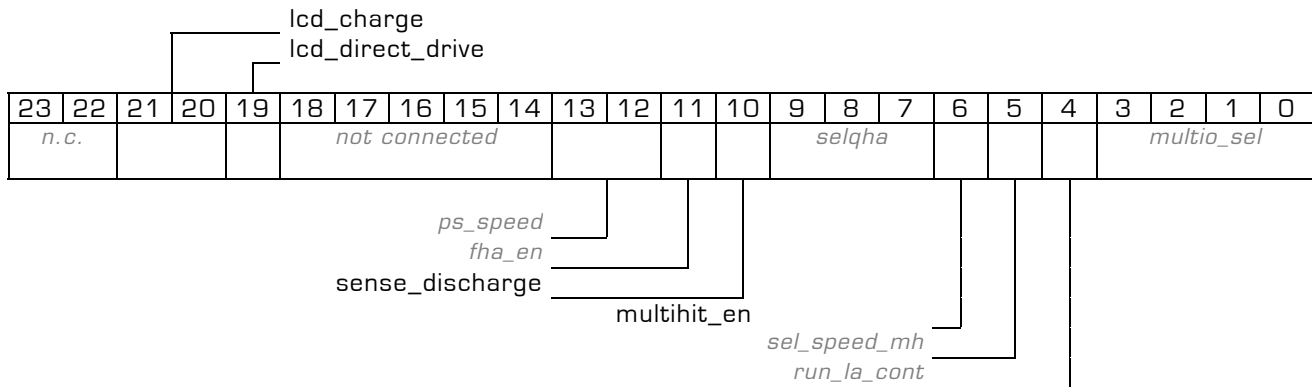 lcd_charge
lcd_direct_drive
23 22 21 20 19 18 17 16 15 14 13 12 11 10 9 8 7 6 5 4 3 2 1 0
n.c. not connected selqha multio_sel
ps_speed
fha_en
sense_discharge
multihit_en
sel_speed_mh
run_la_cont